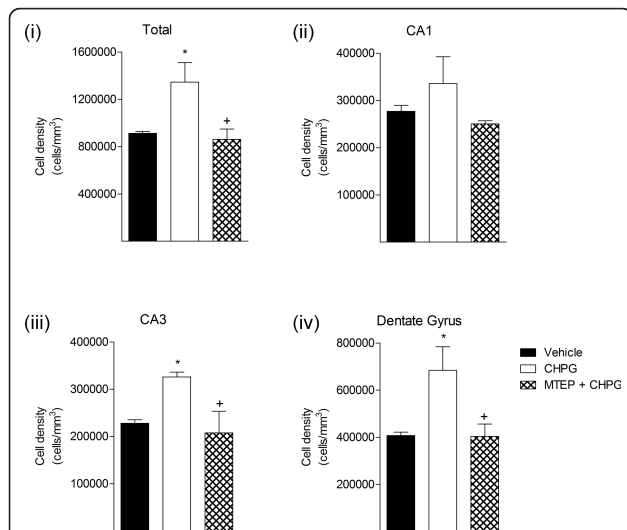 (i)
Total
1600000
1200000
800000
400000
Cell density
(cells/mm³)
*
+
(ii)
CA1
400000
300000
200000
100000
Cell density
(cells/mm³)
(iii)
CA3
400000
300000
200000
100000
Cell density
(cells/mm³)
*
+
(iv)
Dentate Gyrus
800000
600000
400000
200000
Cell density
(cells/mm³)
*
+
Vehicle
CHPG
MTEP + CHPG